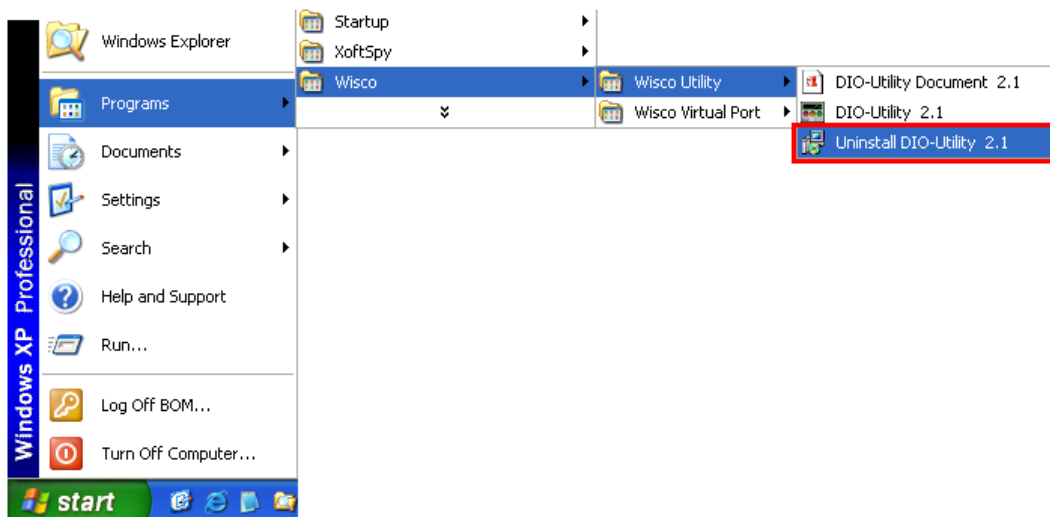 Windows XP Professional
Windows Explorer
Programs
Documents
Settings
Search
Help and Support
Run...
Log Off BOM...
Turn Off Computer...
start
Startup
XoftSpy
Wisco
Wisco Utility
Wisco Virtual Port
DIO-Utility Document 2.1
DIO-Utility 2.1
Uninstall DIO-Utility 2.1